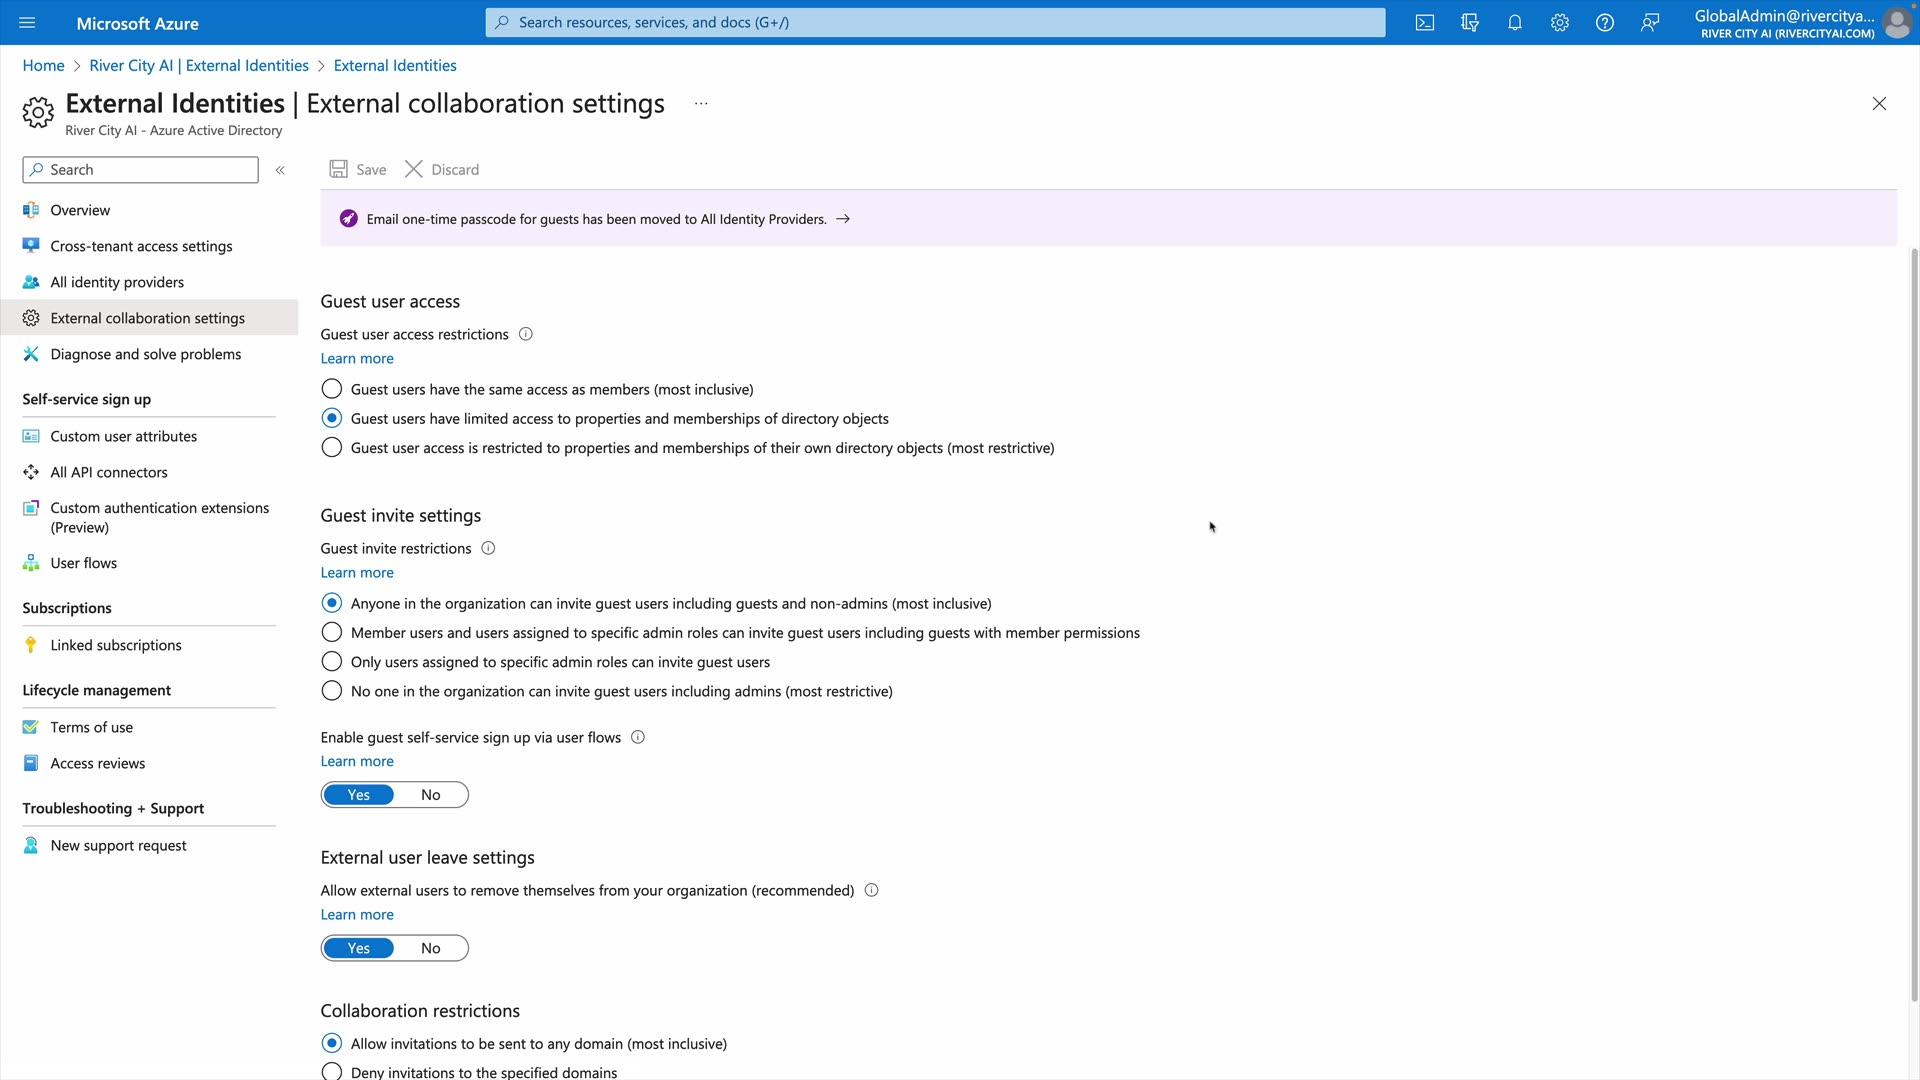 Microsoft Azure
Search resources, services, and docs (G+/)
GlobalAdmin@rivercitya...
RIVER CITY AI (RIVERCITYAI.COM)
Home > River City AI | External Identities > External Identities
External Identities | External collaboration settings ...
River City AI - Azure Active Directory
Search
«
Overview
Cross-tenant access settings
All identity providers
External collaboration settings
Diagnose and solve problems
Self-service sign up
Custom user attributes
All API connectors
Custom authentication extensions
(Preview)
User flows
Subscriptions
Linked subscriptions
Lifecycle management
Terms of use
Access reviews
Troubleshooting + Support
New support request
Save
Discard
Email one-time passcode for guests has been moved to All Identity Providers. →
Guest user access
Guest user access restrictions
Learn more
Guest users have the same access as members (most inclusive)
Guest users have limited access to properties and memberships of directory objects
Guest user access is restricted to properties and memberships of their own directory objects (most restrictive)
Guest invite settings
Guest invite restrictions
Learn more
Anyone in the organization can invite guest users including guests and non-admins (most inclusive)
Member users and users assigned to specific admin roles can invite guest users including guests with member permissions
Only users assigned to specific admin roles can invite guest users
No one in the organization can invite guest users including admins (most restrictive)
Enable guest self-service sign up via user flows
Learn more
Yes No
External user leave settings
Allow external users to remove themselves from your organization (recommended)
Learn more
Yes No
Collaboration restrictions
Allow invitations to be sent to any domain (most inclusive)
Deny invitations to the specified domains